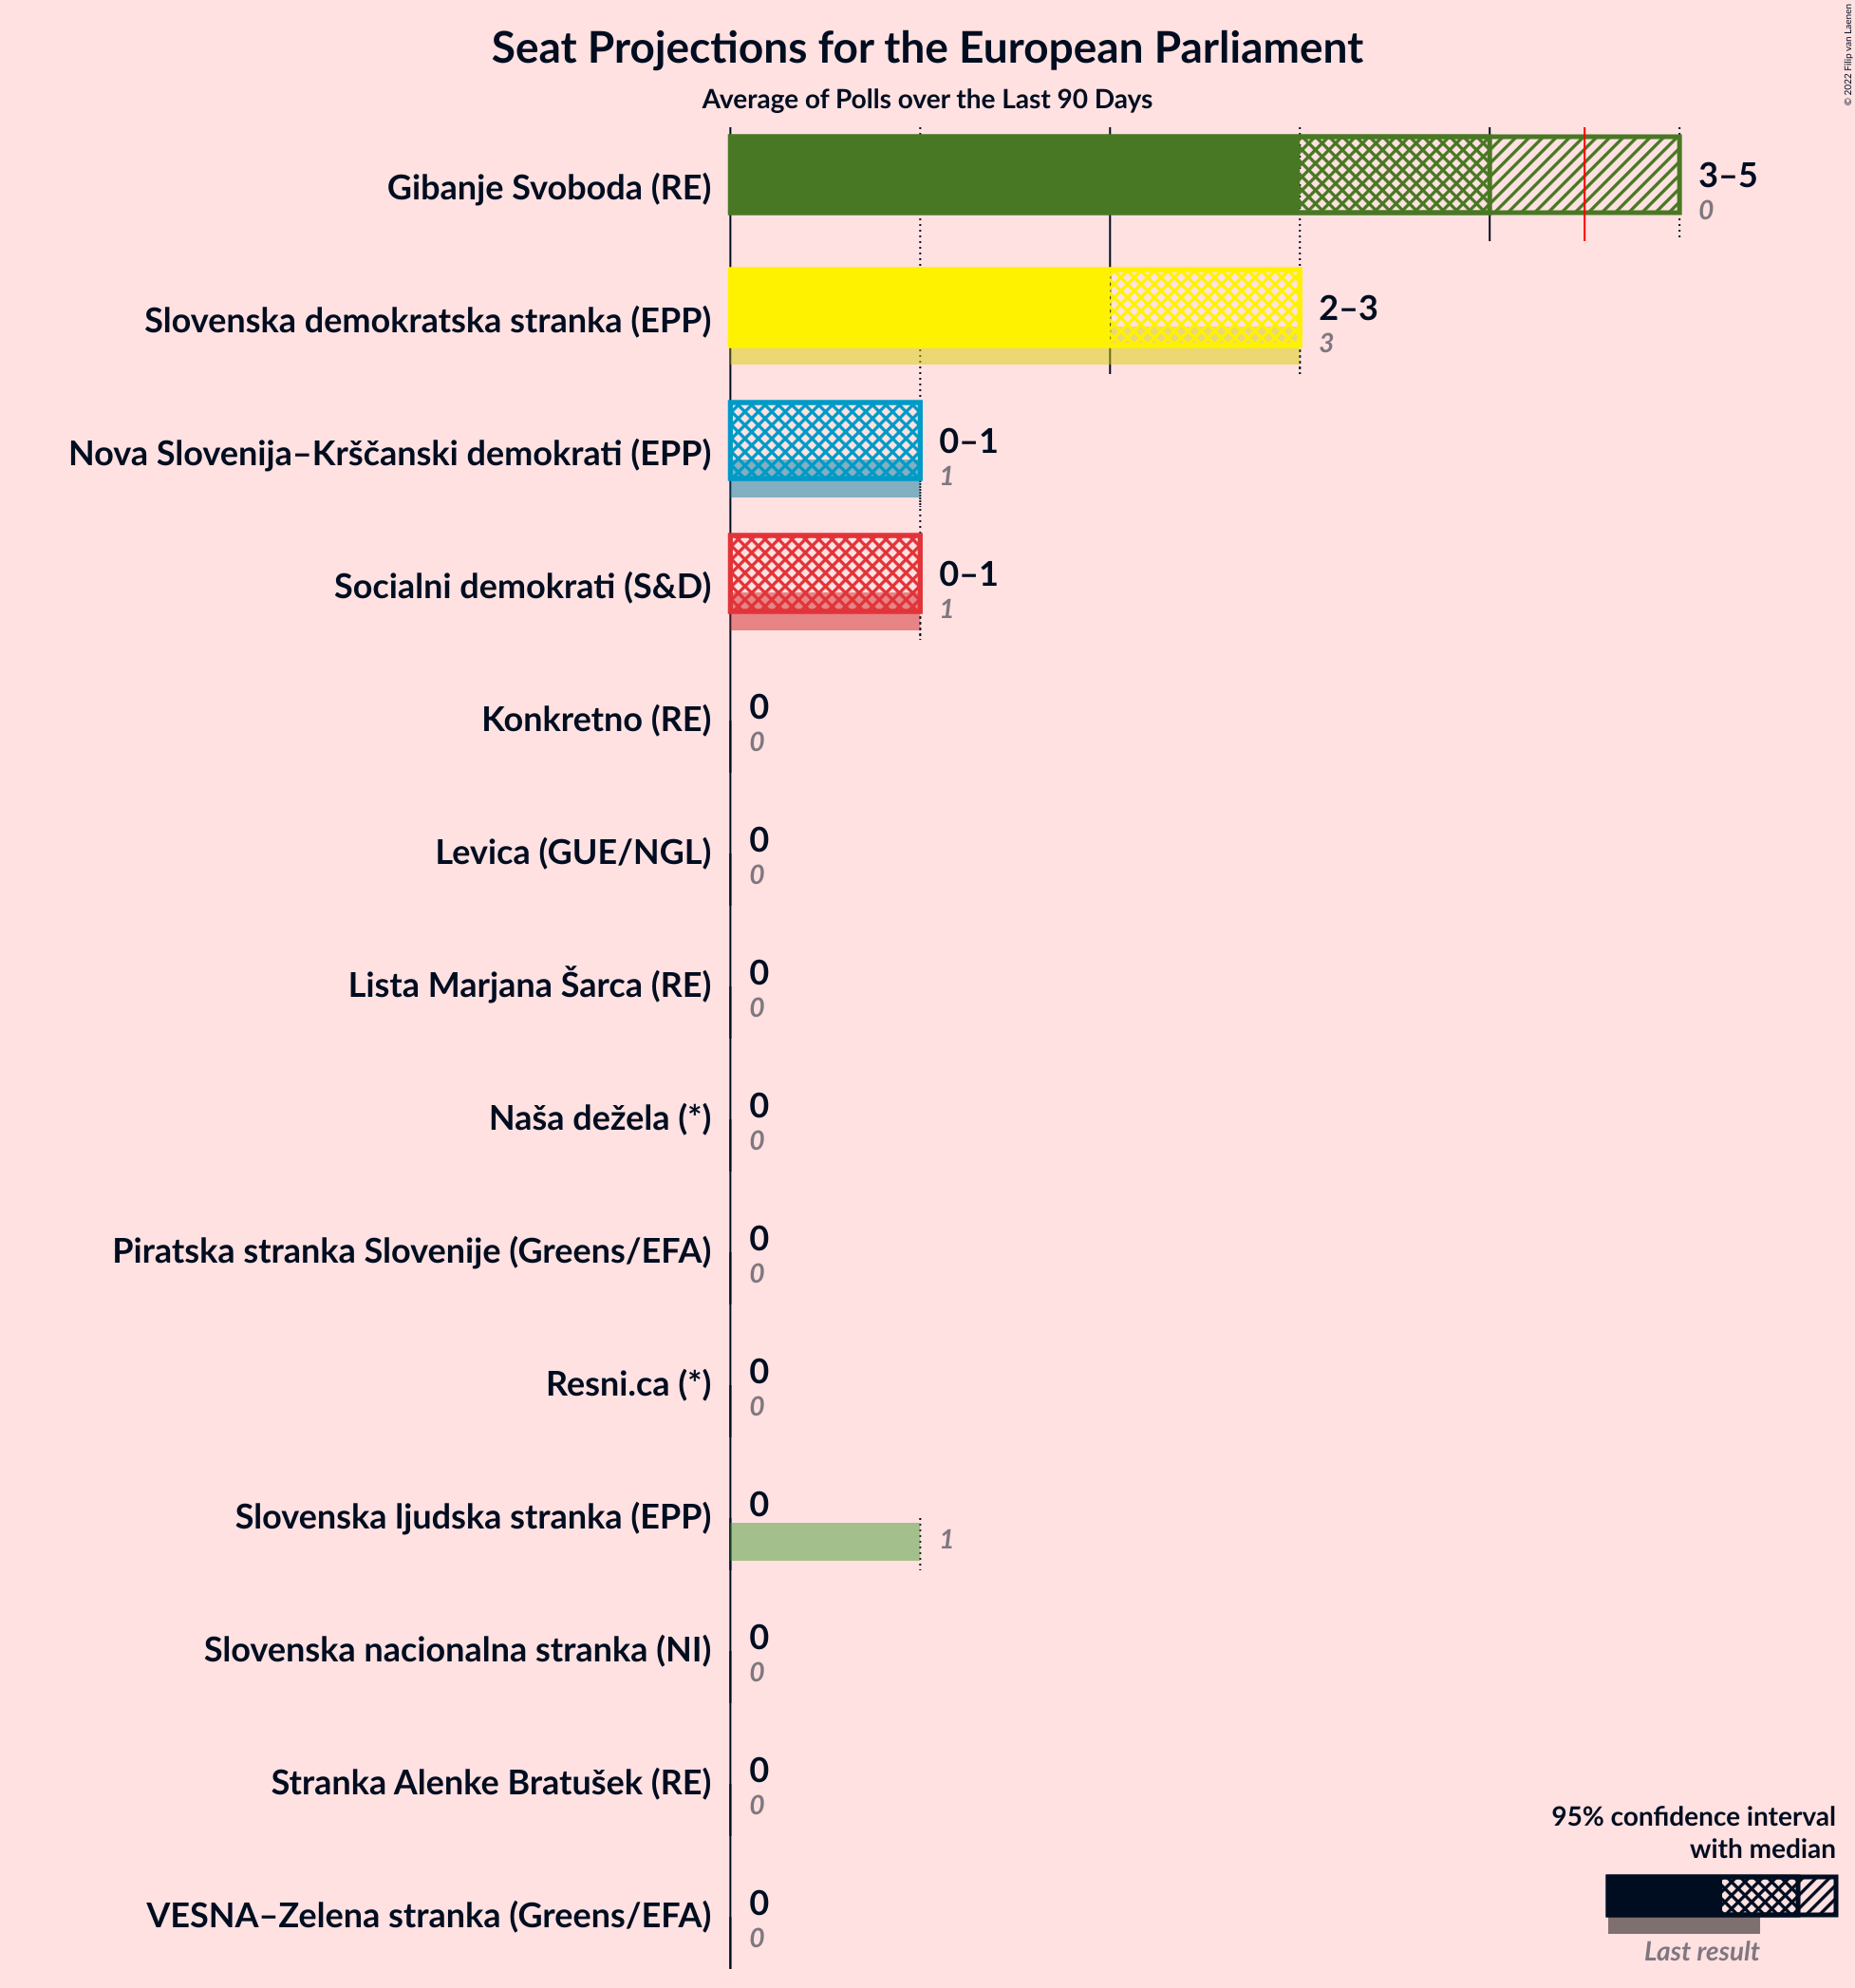 Seat Projections for the European Parliament
Average of Polls over the Last 90 Days
© 2022 Filip van Laenen
Gibanje Svoboda (RE)
3–5
0
Slovenska demokratska stranka (EPP)
2–3
3
Nova Slovenija–Krščanski demokrati (EPP)
0–1
1
Socialni demokrati (S&D)
0–1
1
Konkretno (RE)
0
0
Levica (GUE/NGL)
0
0
Lista Marjana Šarca (RE)
0
0
Naša dežela (*)
0
0
Piratska stranka Slovenije (Greens/EFA)
0
0
Resni.ca (*)
0
0
Slovenska ljudska stranka (EPP)
0
1
Slovenska nacionalna stranka (NI)
0
0
Stranka Alenke Bratušek (RE)
0
0
VESNA–Zelena stranka (Greens/EFA)
0
0
95% confidence interval
with median
Last result